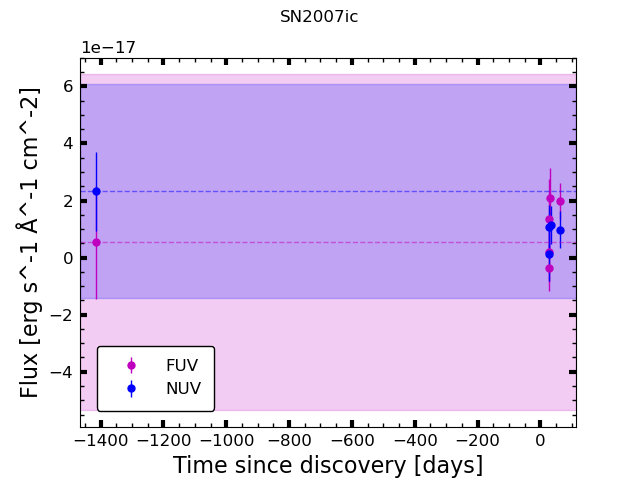 SN2007ic
1e−17
6
4
2
0
−2
−4
Flux [erg s^-1 Å^-1 cm^-2]
FUV
NUV
−1400 −1200 −1000 −800 −600 −400 −200 0
Time since discovery [days]